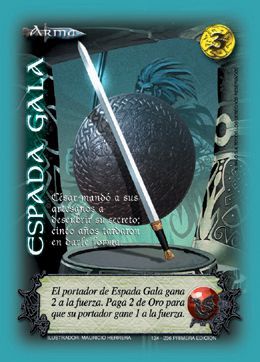 Arma
3
ESPADA GALA
César mandó a sus
artesanos a
descubrir su secreto;
cinco años tardaron
en darle forma.
El portador de Espada Gala gana
2 a la fuerza. Paga 2 de Oro para
que su portador gane 1 a la fuerza.
ILUSTRADOR: MAURICIO HERRERA